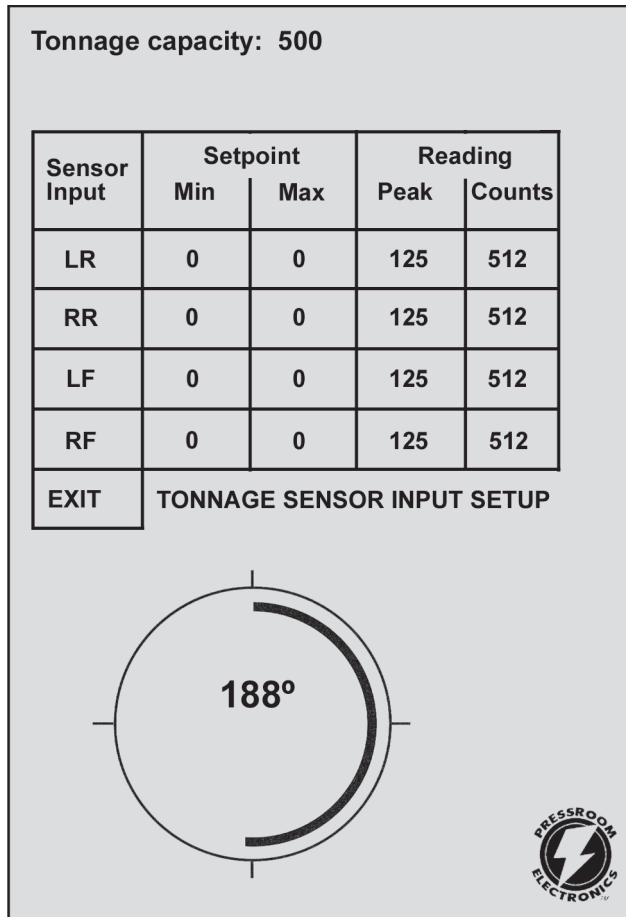 Tonnage capacity: 500
Sensor Input Setpoint Reading
Min Max Peak Counts
LR 0 0 125 512
RR 0 0 125 512
LF 0 0 125 512
RF 0 0 125 512
EXIT TONNAGE SENSOR INPUT SETUP
188º
PRESSROOM
ELECTRONICS
TM